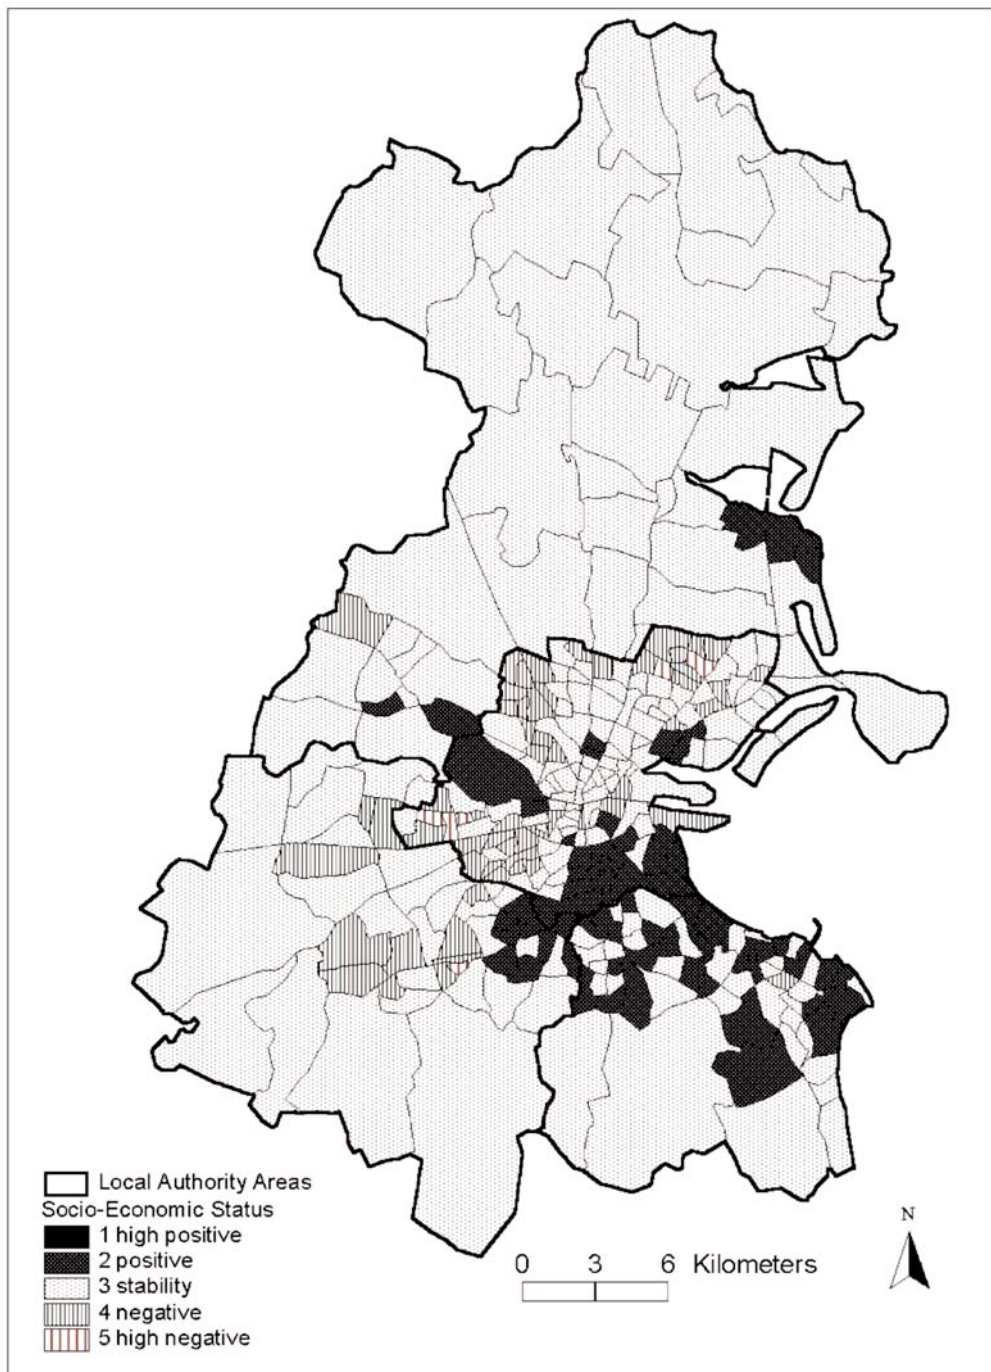 Local Authority Areas
Socio-Economic Status
1 high positive
2 positive
3 stability
4 negative
5 high negative
0 3 6 Kilometers
N